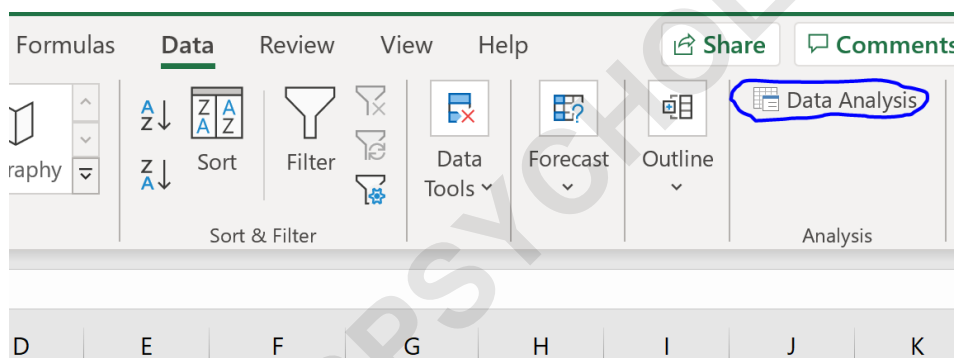 Formulas Data Review View Help Share Comments
raphy
A Z
Z A
Z A
A Z
Sort
Filter
Data Tools
Forecast
Outline
Data Analysis
Sort & Filter
Analysis
D E F G H I J K
PSYCHOL